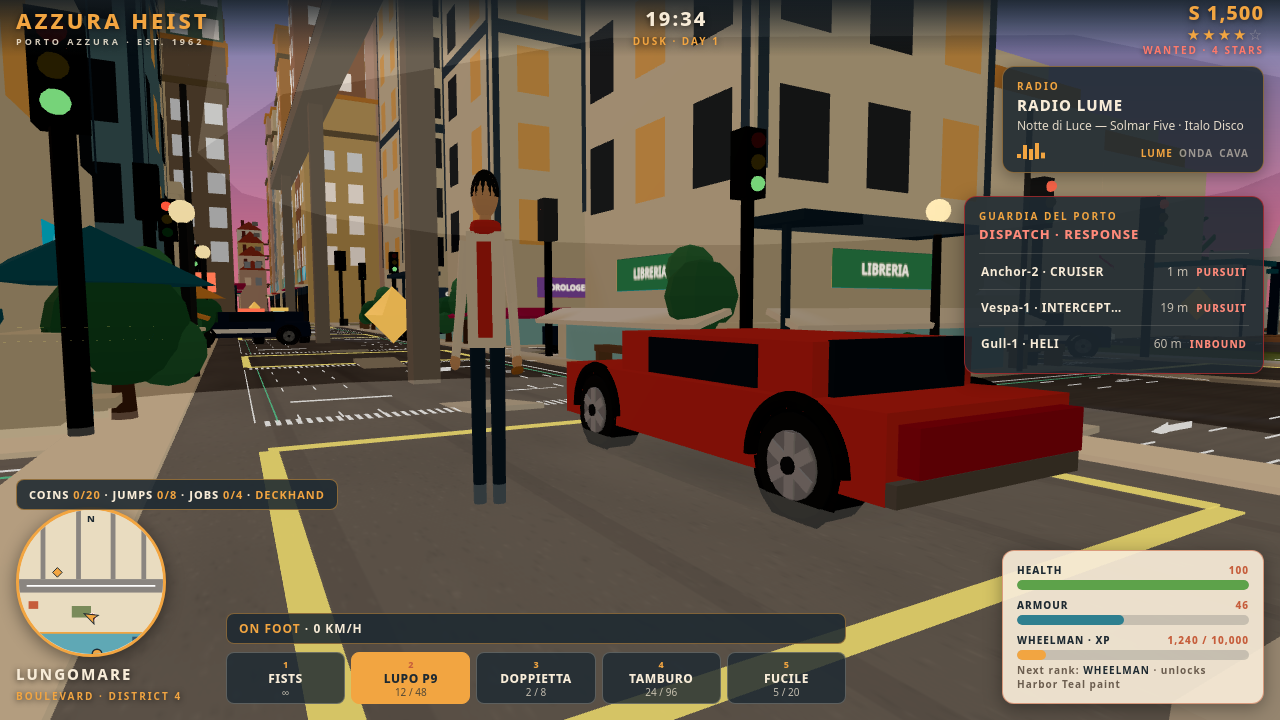 AZZURA HEIST
PORTO AZZURA · EST. 1962
19:34
DUSK · DAY 1
S 1,500
★★★★☆
WANTED · 4 STARS
RADIO
RADIO LUME
Notte di Luce — Solmar Five · Italo Disco
LUME ONDA CAVA
GUARDIA DEL PORTO
DISPATCH · RESPONSE
Anchor-2 · CRUISER 1 m PURSUIT
Vespa-1 · INTERCEPT… 19 m PURSUIT
Gull-1 · HELI 60 m INBOUND
LIBRERIA
LIBRERIA
OROLOGE
COINS 0/20 · JUMPS 0/8 · JOBS 0/4 · DECKHAND
N
LUNGOMARE
BOULEVARD · DISTRICT 4
ON FOOT · 0 KM/H
1
FISTS
∞
2
LUPO P9
12 / 48
3
DOPPIETTA
2 / 8
4
TAMBURO
24 / 96
5
FUCILE
5 / 20
HEALTH 100
ARMOUR 46
WHEELMAN · XP 1,240 / 10,000
Next rank: WHEELMAN · unlocks
Harbor Teal paint